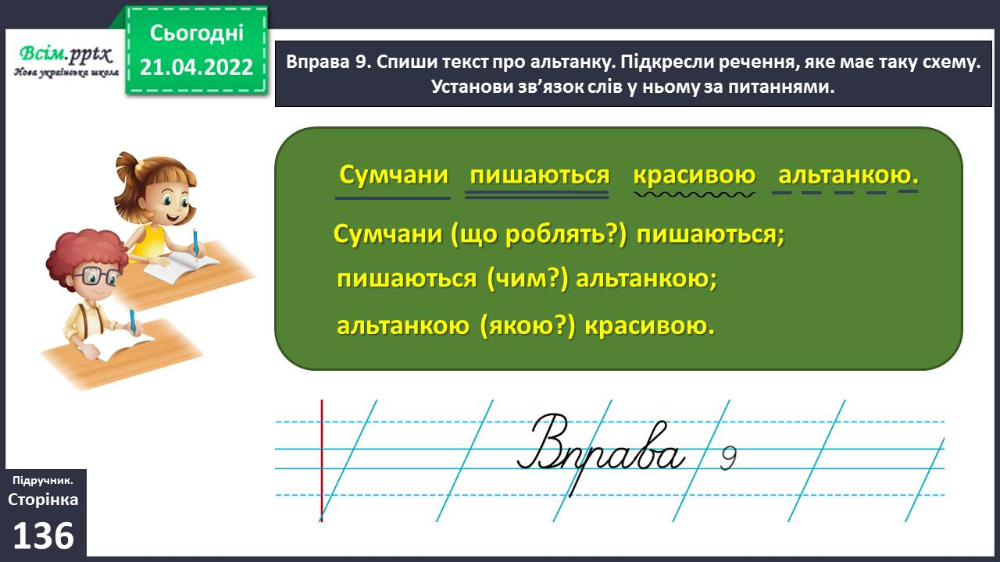 Сьогодні
21.04.2022
Всім.pptx
Нова українська школа
Вправа 9. Спиши текст про альтанку. Підкресли речення, яке має таку схему.
Установи зв’язок слів у ньому за питаннями.
Сумчани пишаються красивою альтанкою.
Сумчани (що роблять?) пишаються;
пишаються (чим?) альтанкою;
альтанкою (якою?) красивою.
Вправа 9
Підручник.
Сторінка
136